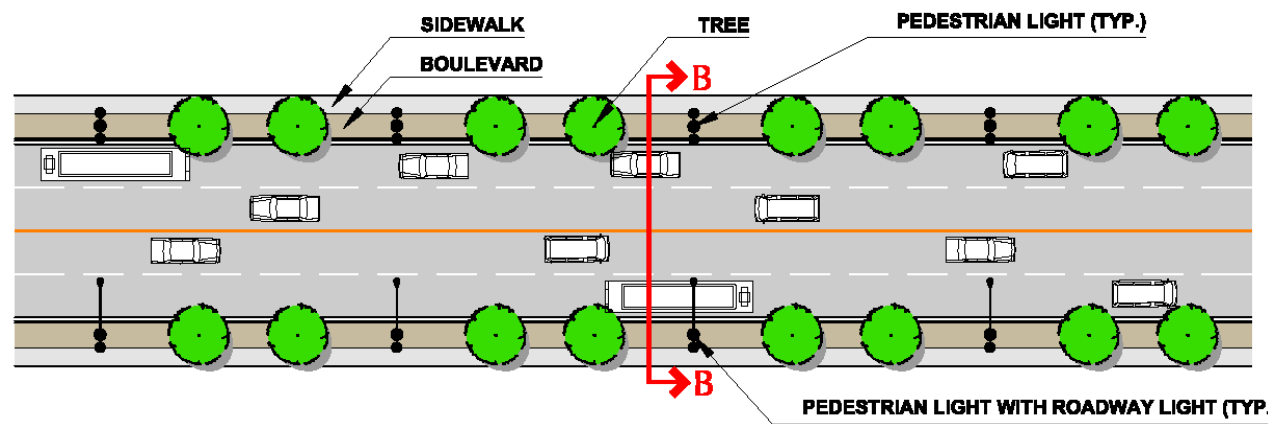 SIDEWALK
TREE
PEDESTRIAN LIGHT (TYP.)
BOULEVARD
B
B
PEDESTRIAN LIGHT WITH ROADWAY LIGHT (TYP.